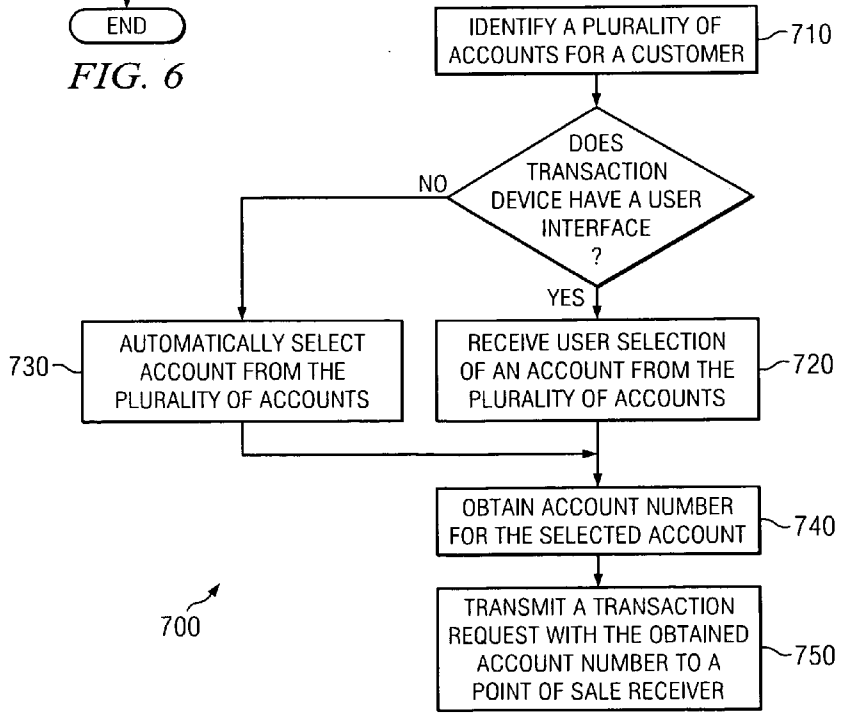 END
FIG. 6
IDENTIFY A PLURALITY OF
ACCOUNTS FOR A CUSTOMER
710
DOES
TRANSACTION
DEVICE HAVE A USER
INTERFACE
?
NO
YES
AUTOMATICALLY SELECT
ACCOUNT FROM THE
PLURALITY OF ACCOUNTS
730
RECEIVE USER SELECTION
OF AN ACCOUNT FROM THE
PLURALITY OF ACCOUNTS
720
OBTAIN ACCOUNT NUMBER
FOR THE SELECTED ACCOUNT
740
700
TRANSMIT A TRANSACTION
REQUEST WITH THE OBTAINED
ACCOUNT NUMBER TO A
POINT OF SALE RECEIVER
750